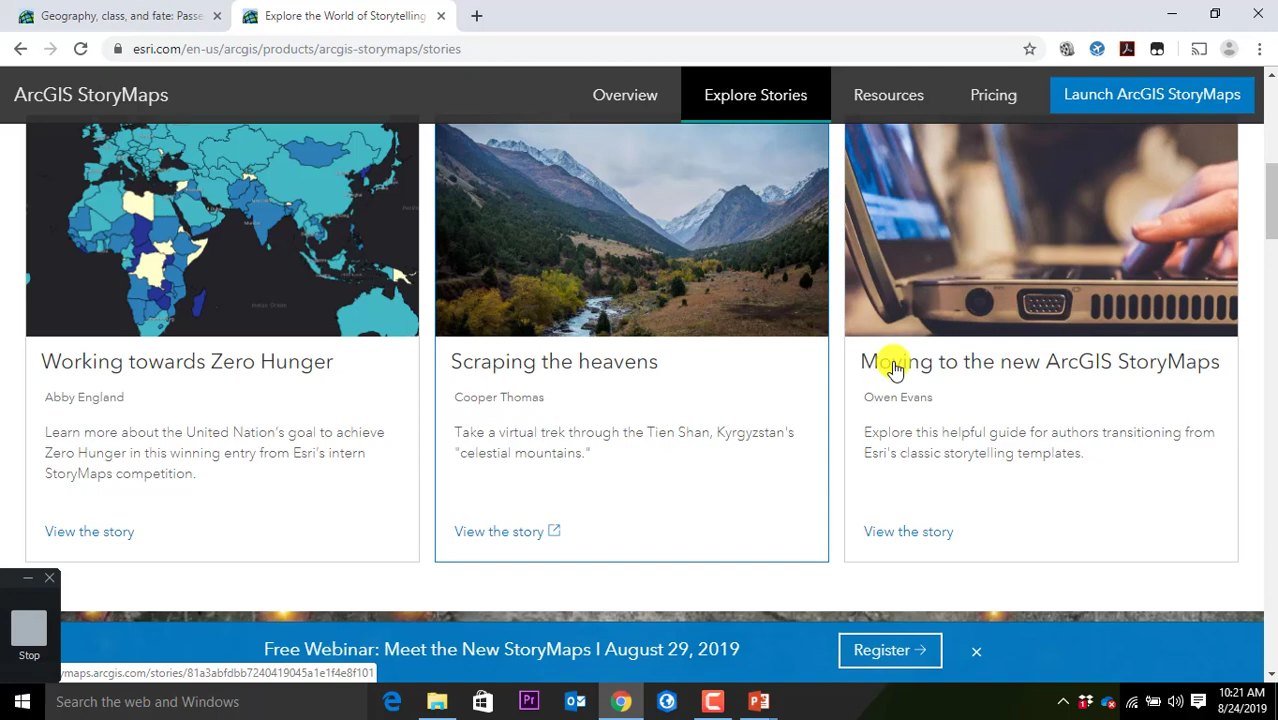 Geography, class, and fate: Passe
Explore the World of Storytelling
esri.com/en-us/arcgis/products/arcgis-storymaps/stories
ArcGIS StoryMaps
Overview
Explore Stories
Resources
Pricing
Launch ArcGIS StoryMaps
Working towards Zero Hunger
Abby England
Learn more about the United Nation's goal to achieve
Zero Hunger in this winning entry from Esri's intern
StoryMaps competition.
View the story
Scraping the heavens
Cooper Thomas
Take a virtual trek through the Tien Shan, Kyrgyzstan's
"celestial mountains."
View the story
Moving to the new ArcGIS StoryMaps
Owen Evans
Explore this helpful guide for authors transitioning from
Esri's classic storytelling templates.
View the story
Stop
Free Webinar: Meet the New StoryMaps I August 29, 2019
Register
ymaps.arcgis.com/stories/81a3abfdbb7240419045a1e1f4e8f101
Search the web and Windows
10:21 AM
8/24/2019